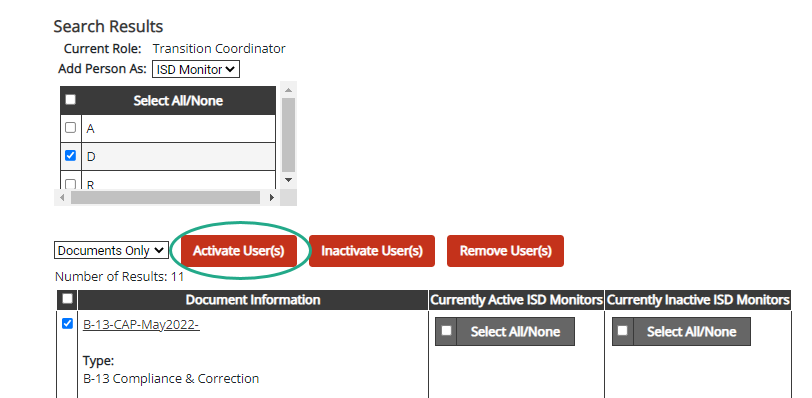 Search Results
Current Role: Transition Coordinator
Add Person As: ISD Monitor
Select All/None
A
D
R
Documents Only Activate User(s) Inactivate User(s) Remove User(s)
Number of Results: 11
Document Information Currently Active ISD Monitors Currently Inactive ISD Monitors
B-13-CAP-May2022- Select All/None Select All/None
Type:
B-13 Compliance & Correction